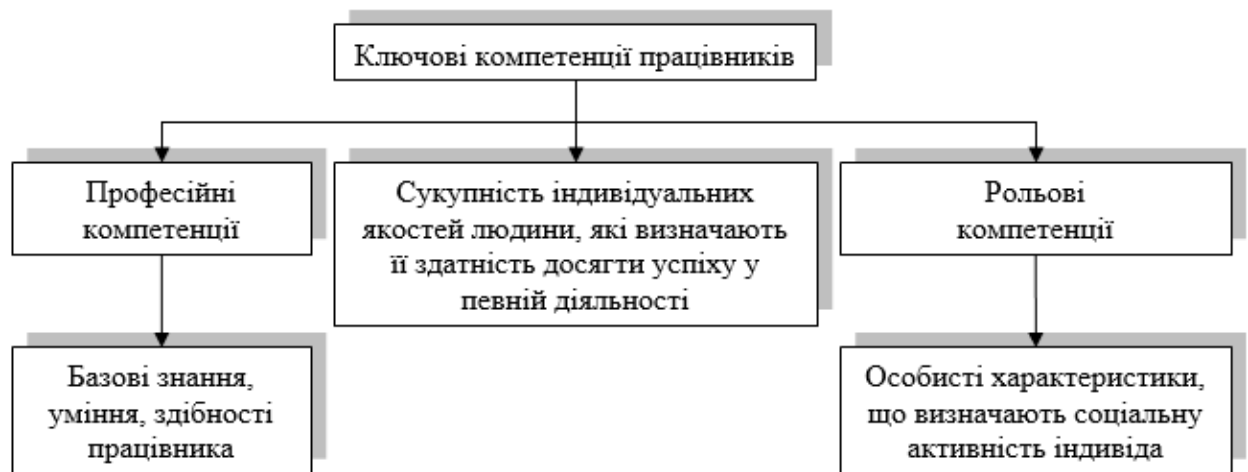 Ключові компетенції працівників
Професійні
компетенції
Сукупність індивідуальних
якостей людини, які визначають
її здатність досягти успіху у
певній діяльності
Рольові
компетенції
Базові знання,
уміння, здібності
працівника
Особисті характеристики,
що визначають соціальну
активність індивіда